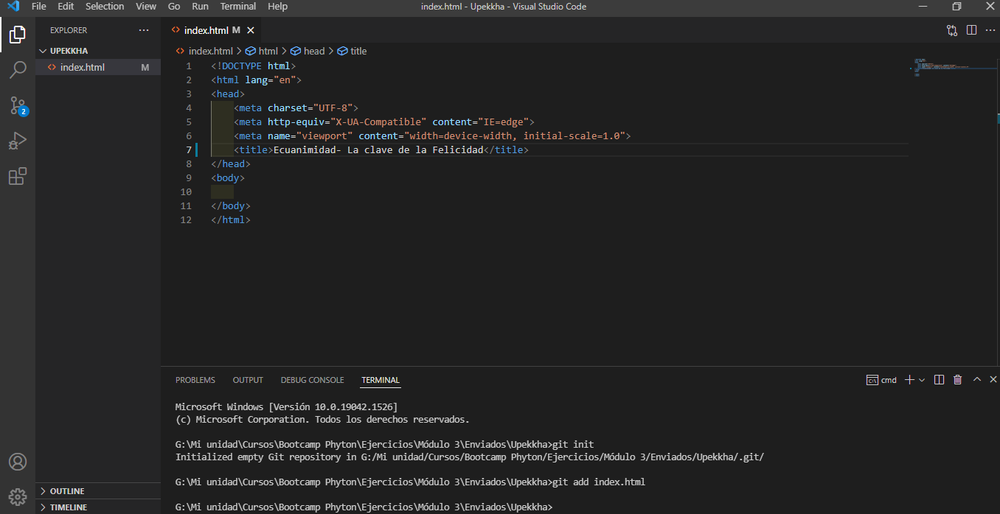 File Edit Selection View Go Run Terminal Help index.html - Upekkha - Visual Studio Code
EXPLORER ···
index.html M
UPEKKHA
index.html M
index.html > html > head > title
1 <!DOCTYPE html>
2 <html lang="en">
3 <head>
4 <meta charset="UTF-8">
5 <meta http-equiv="X-UA-Compatible" content="IE=edge">
6 <meta name="viewport" content="width=device-width, initial-scale=1.0">
7 <title>Ecuanimidad- La clave de la Felicidad</title>
8 </head>
9 <body>
10
11 </body>
12 </html>
2
PROBLEMS OUTPUT DEBUG CONSOLE TERMINAL cmd
Microsoft Windows [Versión 10.0.19042.1526]
(c) Microsoft Corporation. Todos los derechos reservados.
G:\Mi unidad\Cursos\Bootcamp Phyton\Ejercicios\Módulo 3\Enviados\Upekkha>git init
Initialized empty Git repository in G:/Mi unidad/Cursos/Bootcamp Phyton/Ejercicios/Módulo 3/Enviados/Upekkha/.git/
G:\Mi unidad\Cursos\Bootcamp Phyton\Ejercicios\Módulo 3\Enviados\Upekkha>git add index.html
G:\Mi unidad\Cursos\Bootcamp Phyton\Ejercicios\Módulo 3\Enviados\Upekkha>
OUTLINE
TIMELINE